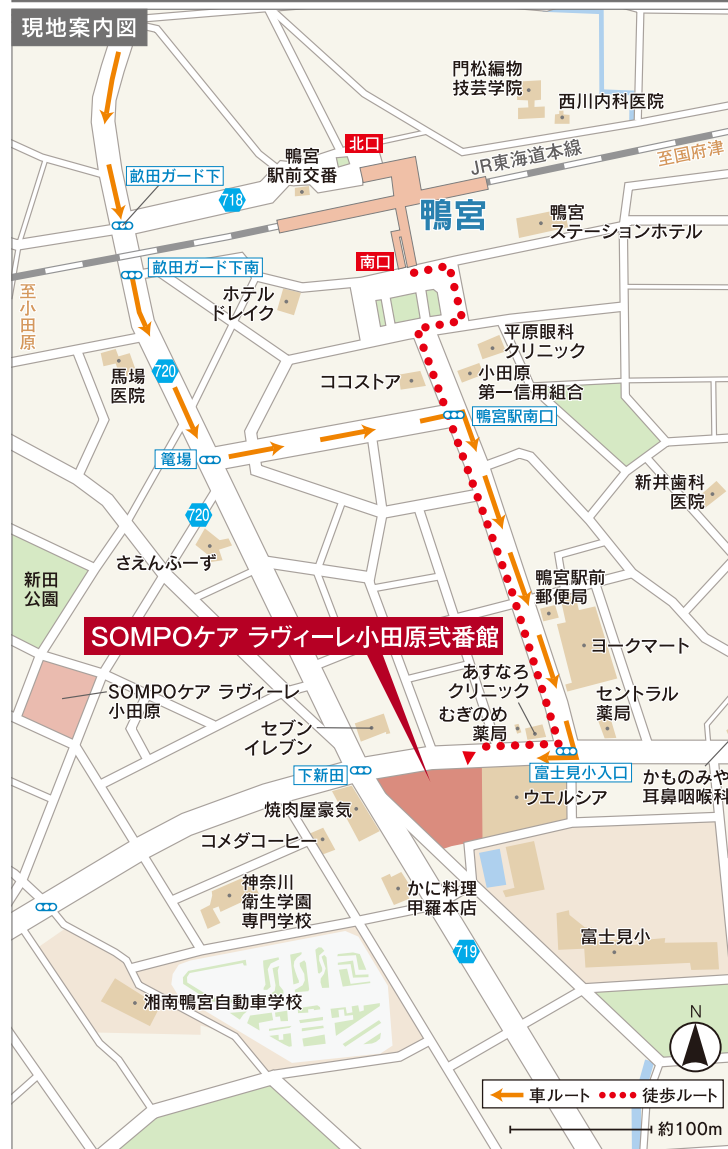 現地案内図
門松編物
技芸学院
西川内科医院
北口
鴨宮
駅前交番
JR東海道本線
至国府津
畝田ガード下
718
鴨宮
鴨宮
ステーションホテル
南口
畝田ガード下南
至小田原
ホテル
ドレイク
平原眼科
クリニック
馬場
医院
720
ココストア
小田原
第一信用組合
鴨宮駅南口
篭場
新井歯科
医院
720
さえんふーず
新田
公園
鴨宮駅前
郵便局
SOMPOケア ラヴィーレ小田原弐番館
ヨークマート
あすなろ
クリニック
SOMPOケア ラヴィーレ
小田原
むぎのめ
薬局
セントラル
薬局
セブン
イレブン
下新田
富士見小入口
かものみや
耳鼻咽喉科
ウエルシア
焼肉屋豪気
コメダコーヒー
神奈川
衛生学園
専門学校
かに料理
甲羅本店
富士見小
719
湘南鴨宮自動車学校
N
車ルート
徒歩ルート
約100m